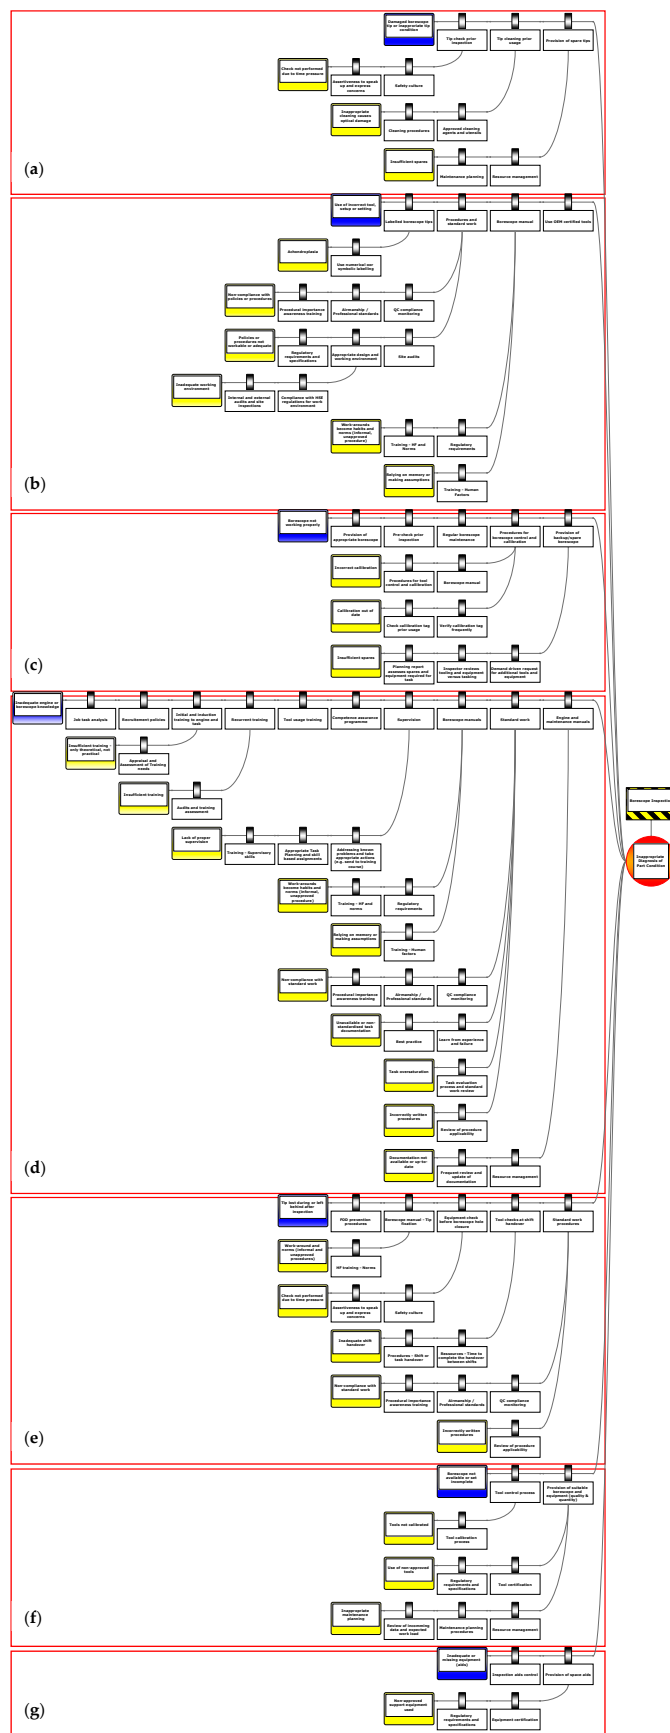 Damaged borescope
tip or inappropriate tip
condition
Tip check prior
inspection
Tip cleaning prior
usage
Provision of spare tips
Check not performed
due to time pressure
Assertiveness to speak
up and express
concerns
Safety culture
Inappropriate
cleaning causes
optical damage
Cleaning procedures
Approved cleaning
agents and utensils
Insufficient spares
Maintenance planning
Resource management
(a)
Use of incorrect tool,
setup or setting
Labelled borescope tips
Procedures and
standard work
Borescope manual
Use OEM certified tools
Achondroplasia
Use numerical nor
symbolic labelling
Non-compliance with
policies or procedures
Procedural importance
awareness training
Airmanship /
Professional standards
QC compliance
monitoring
Policies or
procedures not
workable or adequate
Regulatory
requirements and
specifications
Appropriate design and
working environment
Site audits
Inadequate working
environment
Internal and external
audits and site
inspections
Compliance with HSE
regulations for work
environment
Work-arounds
become habits and
norms (informal,
unapproved
procedure)
Training - HF and
Norms
Regulatory
requirements
Relying on memory or
making assumptions
Training - Human
Factors
(b)
Borescope not
working properly
Provision of
appropriate borescope
Pre-check prior
inspection
Regular borescope
maintenance
Procedures for
borescope control and
calibration
Provision of
backup/spare
borescope
Incorrect calibration
Procedures for tool
control and calibration
Borescope manual
Calibration out of
date
Check calibration tag
prior usage
Verify calibration tag
frequently
Insufficient spares
Planning report
assesses spares and
equipment required for
task
Inspector reviews
tooling and equipment
versus tasking
Demand driven request
for additional tools and
equipment
(c)
Inadequate engine or
borescope knowledge
Job task analysis
Recruitement policies
Initial and induction
training to engine and
task
Recurrent training
Tool usage training
Competence assurance
programme
Supervision
Borescope manuals
Standard work
Engine and
maintenance manuals
Insufficient training -
only theoretical, not
practical
Appraisal and
Assessment of Training
needs
Insufficient training
Audits and training
assessment
Lack of proper
supervision
Training - Supervisory
skills
Appropriate Task
Planning and skill
based assignments
Addressing known
problems and take
appropriate actions
(e.g. send to training
course)
Work-arounds
become habits and
norms (informal,
unapproved
procedure)
Training - HF and
norms
Regulatory
requirements
Relying on memory or
making assumptions
Training - Human
factors
Non-compliance with
standard work
Procedural importance
awareness training
Airmanship /
Professional standards
QC compliance
monitoring
Unavailable or non-
standardised task
documentation
Best practice
Learn from experience
and failure
Task oversaturation
Task evaluation
process and standard
work review
Incorrectly written
procedures
Review of procedure
applicability
Documentation not
available or up-to-
date
Frequent review and
update of
documentation
Resource management
(d)
Borescope Inspection
Inappropriate
Diagnosis of
Part Condition
Tip lost during or left
behind after
inspection
FOD prevention
procedures
Borescope manual - Tip
fixation
Equipment check
before borescope hole
closure
Tool checks at shift
handover
Standard work
procedures
Work-around and
norms (informal and
unapproved
procedures)
HF training - Norms
Check not performed
due to time pressure
Assertiveness to speak
up and express
concerns
Safety culture
Inadequate shift
handover
Procedures - Shift or
task handover
Ressources - Time to
complete the handover
between shifts
Non-compliance with
standard work
Procedural importance
awareness training
Airmanship /
Professional standards
QC compliance
monitoring
Incorrectly written
procedures
Review of procedure
applicability
(e)
Borescope not
available or set
incomplete
Tool control process
Provision of suitable
borescope and
equipment (quality &
quantity)
Tools not calibrated
Tool calibration
process
Use of non-approved
tools
Regulatory
requirements and
specifications
Tool certification
Inappropriate
maintenance
planning
Review of incomming
data and expected
work load
Maintenance planning
procedures
Resource management
(f)
Inadequate or
missing equipment
(aids)
Inspection aids control
Provision of spare aids
Non-approved
support equipment
used
Regulatory
requirements and
specifications
Equipment certification
(g)